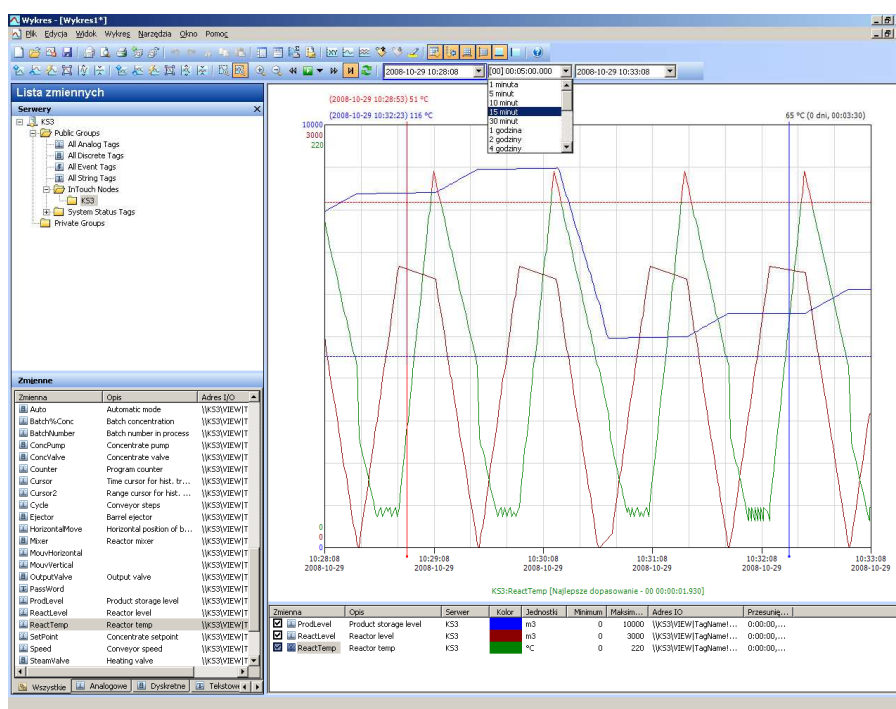 Wykres - [Wykres1*]
Plik Edycja Widok Wykres Narzędzia Okno Pomoc
2008-10-29 10:28:08 [00] 00:05:00.000 2008-10-29 10:33:08
1 minuta
5 minut
10 minut
15 minut
30 minut
1 godzina
2 godziny
4 godziny
Lista zmiennych
Serwery
KS3
Public Groups
All Analog Tags
All Discrete Tags
All Event Tags
All String Tags
InTouch Nodes
KS3
System Status Tags
Private Groups
Zmienne
Zmienna Opis Adres I/O
Auto Automatic mode \\KS3\VIEW|T
Batch%Conc Batch concentration \\KS3\VIEW|T
BatchNumber Batch number in process \\KS3\VIEW|T
ConcPump Concentrate pump \\KS3\VIEW|T
ConcValve Concentrate valve \\KS3\VIEW|T
Counter Program counter \\KS3\VIEW|T
Cursor Time cursor for hist. tr... \\KS3\VIEW|T
Cursor2 Range cursor for hist. ... \\KS3\VIEW|T
Cycle Conveyor steps \\KS3\VIEW|T
Ejector Barrel ejector \\KS3\VIEW|T
HorizontalMove Horizontal position of b... \\KS3\VIEW|T
Mixer Reactor mixer \\KS3\VIEW|T
MouvHorizontal \\KS3\VIEW|T
MouvVertical \\KS3\VIEW|T
OutputValve Output valve \\KS3\VIEW|T
PassWord \\KS3\VIEW|T
ProdLevel Product storage level \\KS3\VIEW|T
ReactLevel Reactor level \\KS3\VIEW|T
ReactTemp Reactor temp \\KS3\VIEW|T
SetPoint Concentrate setpoint \\KS3\VIEW|T
Speed Conveyor speed \\KS3\VIEW|T
SteamValve Heating valve \\KS3\VIEW|T
Wszystkie Analogowe Dyskretne Tekstowe
(2008-10-29 10:28:53) 51 °C
(2008-10-29 10:32:23) 116 °C
65 °C (0 dni, 00:03:30)
10000
3000
220
0
0
0
10:28:08 10:29:08 10:30:08 10:31:08 10:32:08 10:33:08
2008-10-29 2008-10-29 2008-10-29 2008-10-29 2008-10-29 2008-10-29
KS3:ReactTemp [Najlepsze dopasowanie - 00 00:00:01.930]
Zmienna Opis Serwer Kolor Jednostki Minimum Maksim... Adres IO Przesunię...
ProdLevel Product storage level KS3 m3 0 10000 \\KS3\VIEW|TagName!... 0:00:00,...
ReactLevel Reactor level KS3 m3 0 3000 \\KS3\VIEW|TagName!... 0:00:00,...
ReactTemp Reactor temp KS3 °C 0 220 \\KS3\VIEW|TagName!... 0:00:00,...